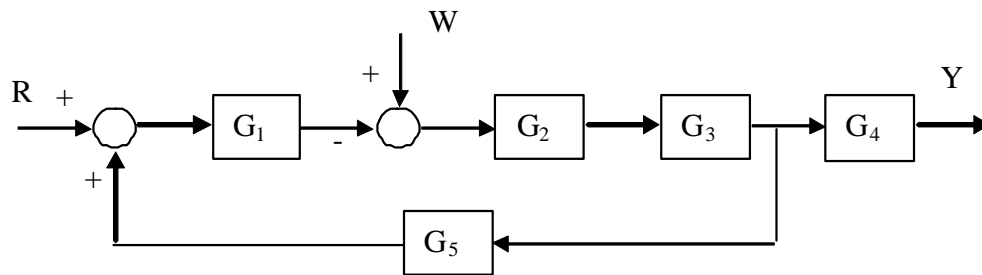 W
R
+
+
Y
G₁
-
G₂
G₃
G₄
+
G₅